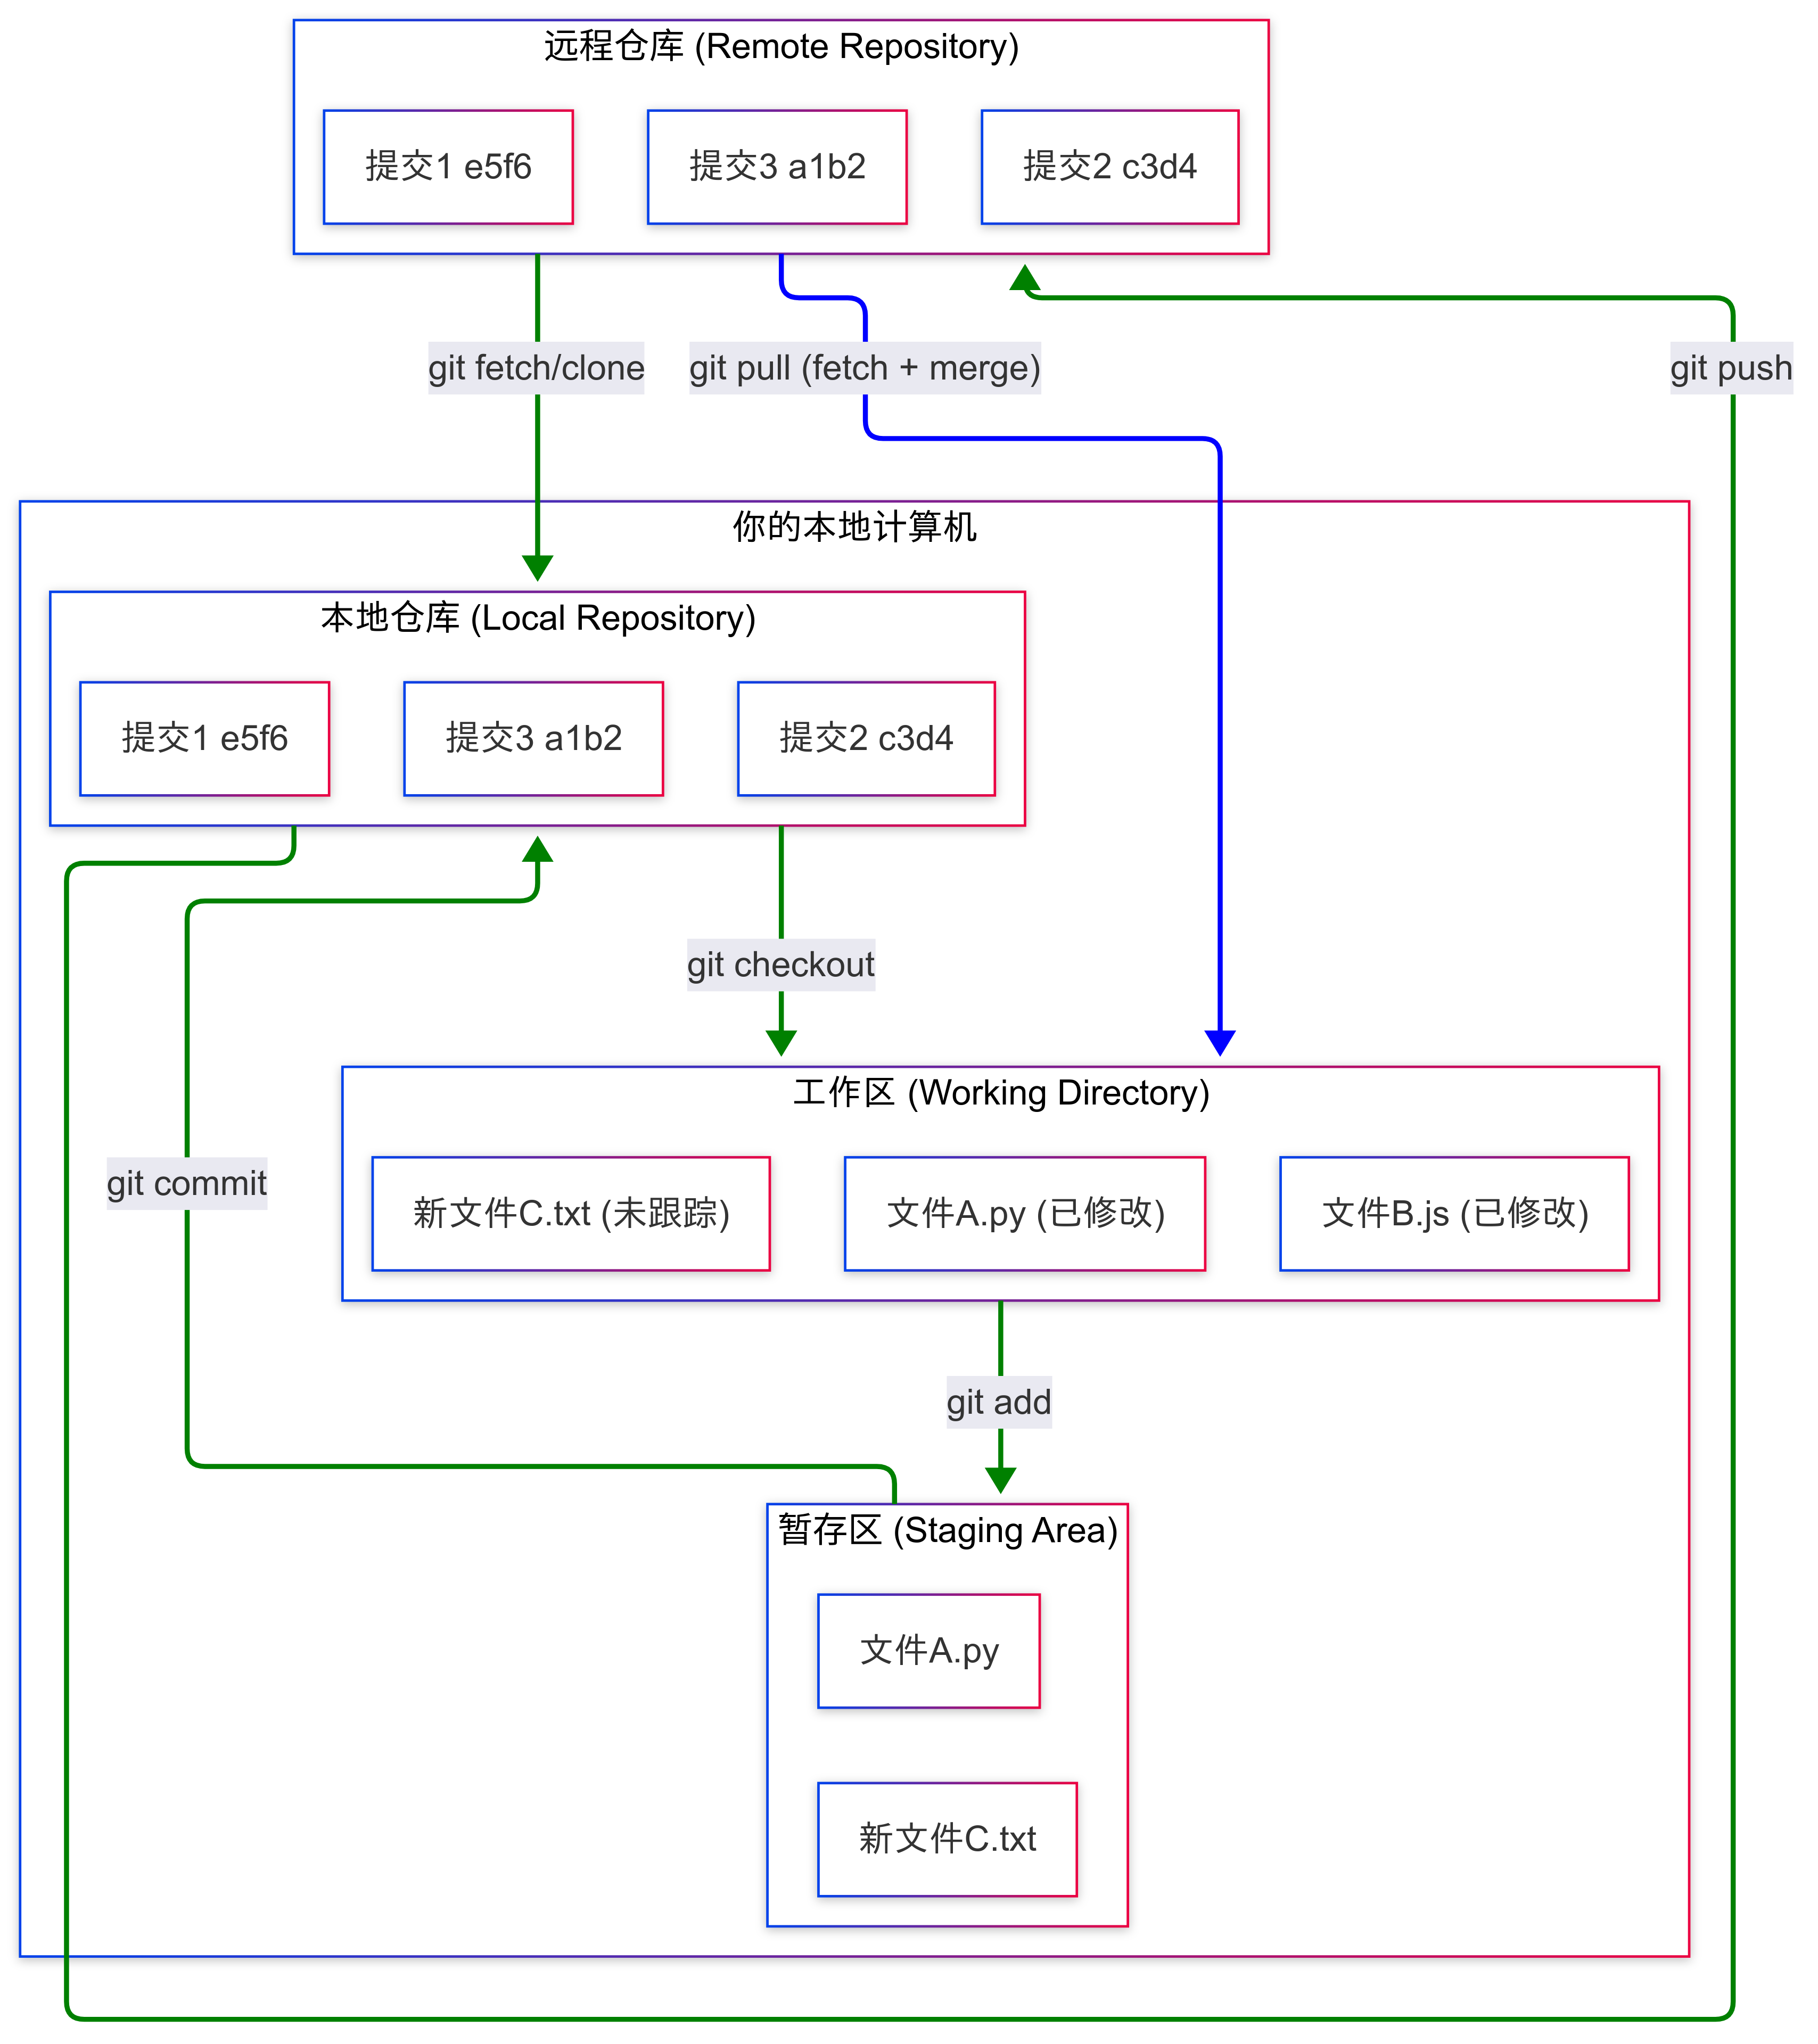 远程仓库 (Remote Repository)
提交1 e5f6
提交3 a1b2
提交2 c3d4
git fetch/clone
git pull (fetch + merge)
git push
你的本地计算机
本地仓库 (Local Repository)
提交1 e5f6
提交3 a1b2
提交2 c3d4
git checkout
工作区 (Working Directory)
git commit
新文件C.txt (未跟踪)
文件A.py (已修改)
文件B.js (已修改)
git add
暂存区 (Staging Area)
文件A.py
新文件C.txt